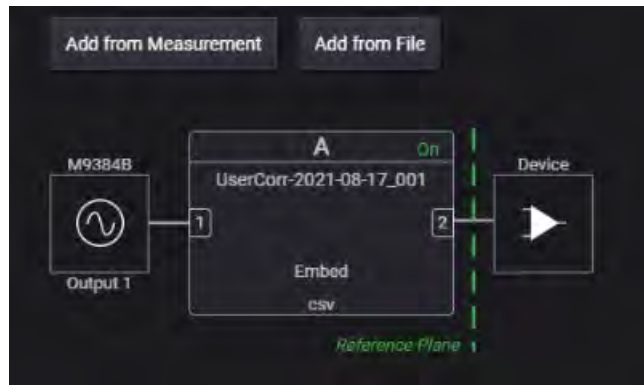 Add from Measurement Add from File
A On
M9384B Device
UserCorr-2021-08-17_001
1 2
Embed
Output 1
csv
Reference Plane